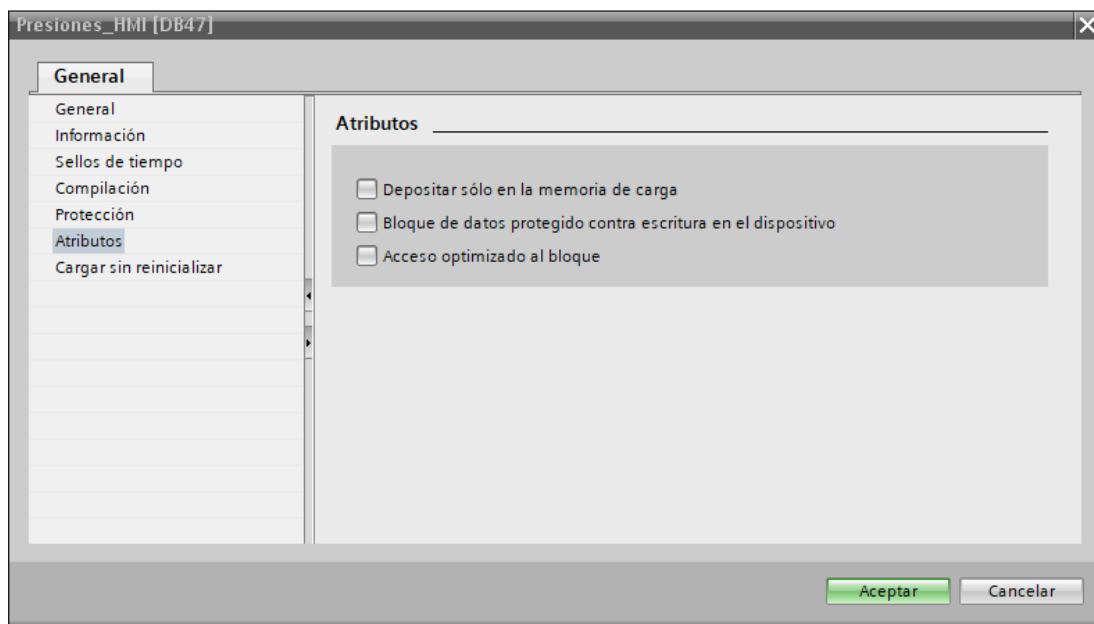 Presiones_HMI [DB47]
General
General
Información
Sellos de tiempo
Compilación
Protección
Atributos
Cargar sin reinicializar
Atributos
Depositar sólo en la memoria de carga
Bloque de datos protegido contra escritura en el dispositivo
Acceso optimizado al bloque
Aceptar
Cancelar